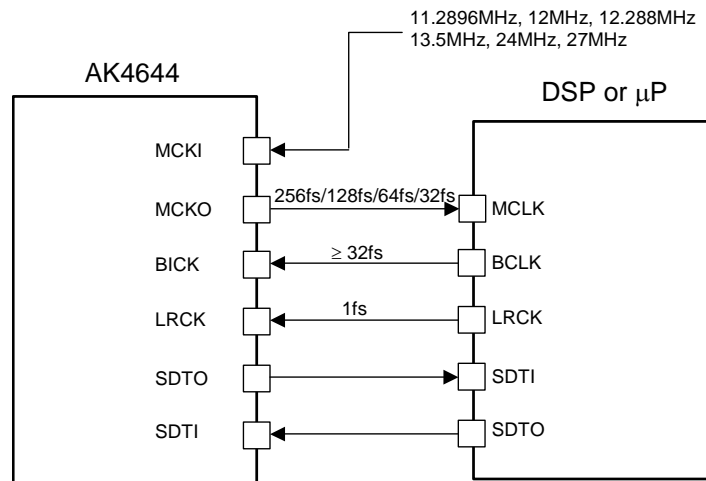 11.2896MHz, 12MHz, 12.288MHz
13.5MHz, 24MHz, 27MHz
AK4644
DSP or μP
MCKI
MCKO
256fs/128fs/64fs/32fs
MCLK
BICK
≥ 32fs
BCLK
LRCK
1fs
LRCK
SDTO
SDTI
SDTI
SDTO